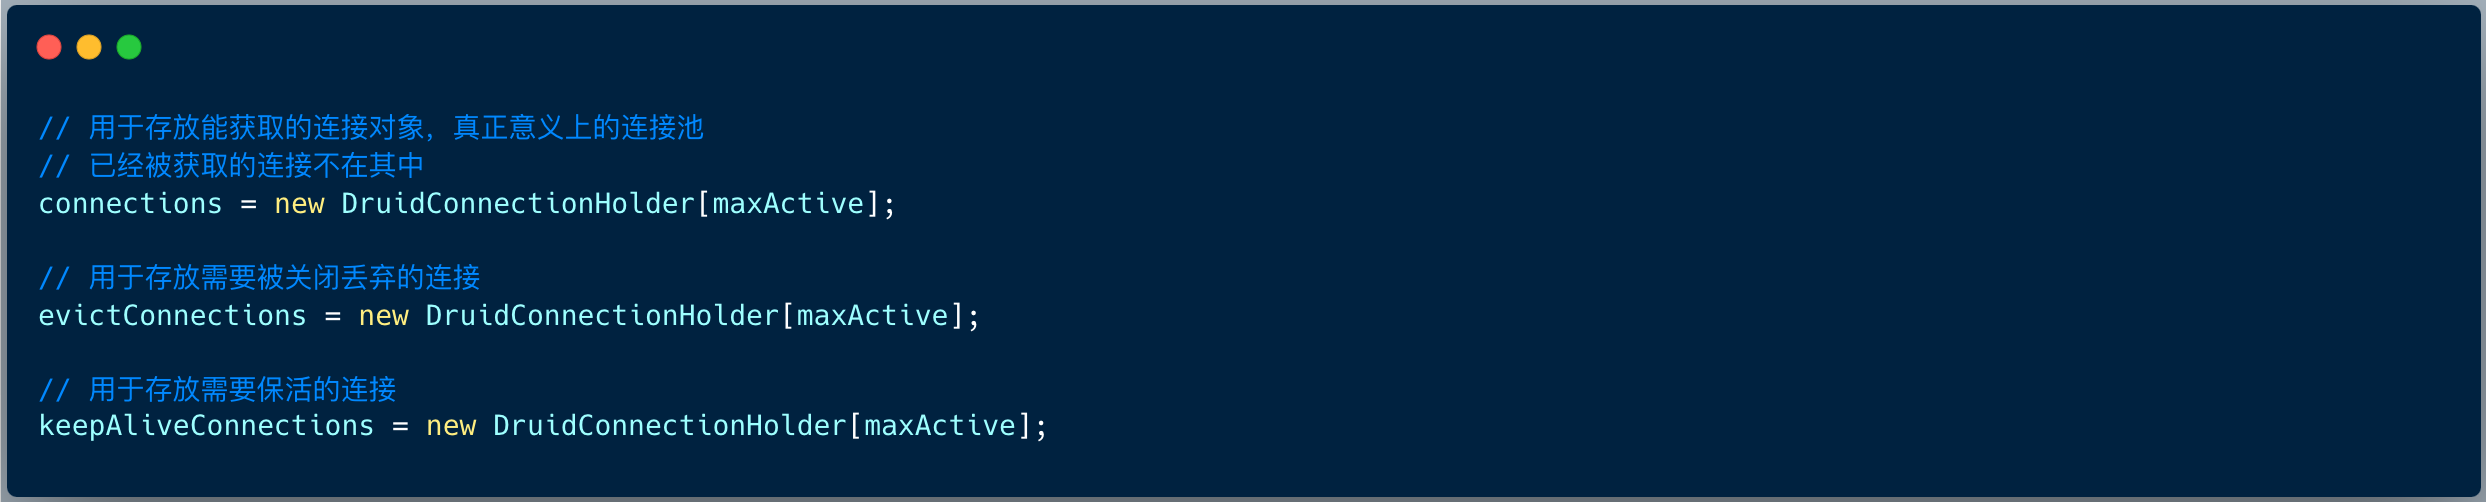 // 用于存放能获取的连接对象，真正意义上的连接池
// 已经被获取的连接不在其中
connections = new DruidConnectionHolder[maxActive];
// 用于存放需要被关闭丢弃的连接
evictConnections = new DruidConnectionHolder[maxActive];
// 用于存放需要保活的连接
keepAliveConnections = new DruidConnectionHolder[maxActive];